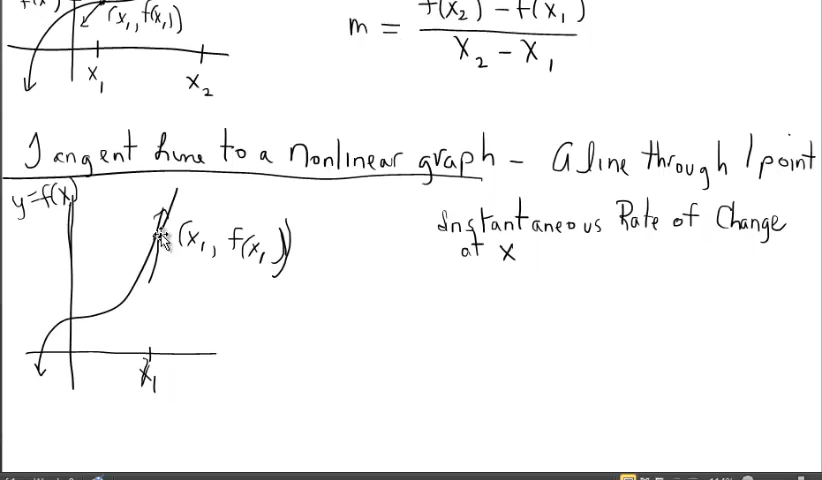 f(x)
(x₁, f(x₁))
x₁
x₂
m = f(x₂) - f(x₁)
x₂ - x₁
Tangent Line to a Nonlinear graph - A line through 1 point
y=f(x)
(x₁, f(x₁))
x₁
Instantaneous Rate of Change
at x